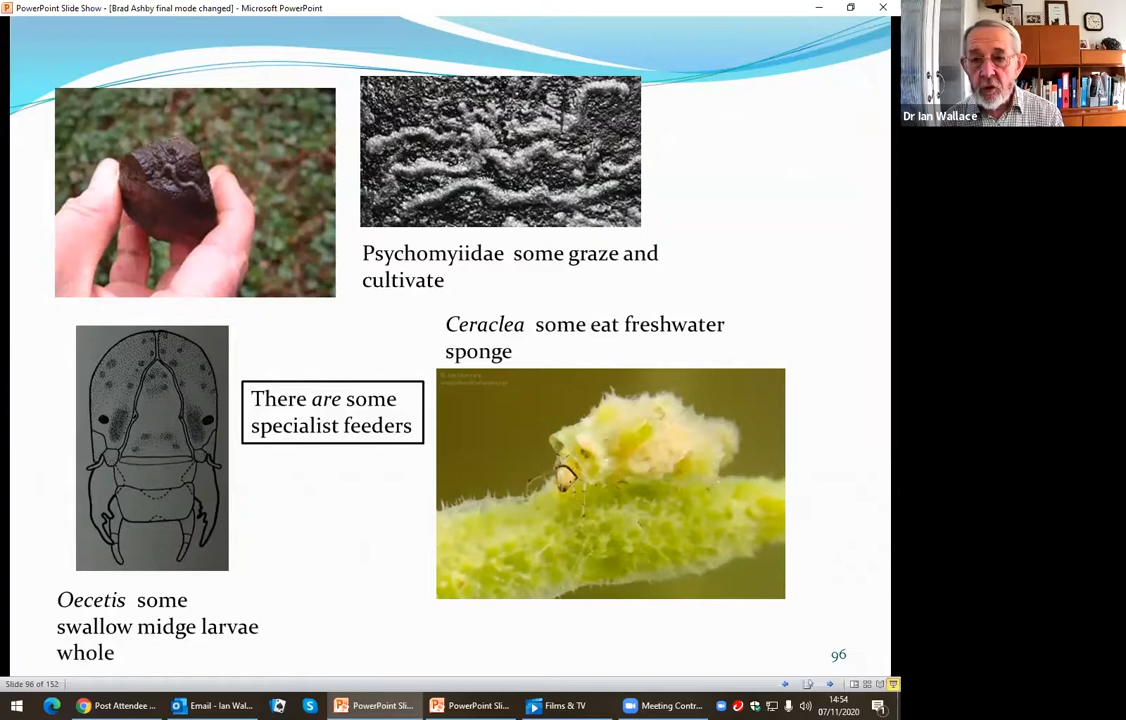 PowerPoint Slide Show - [Brad Ashby final mode changed] - Microsoft PowerPoint
Dr Ian Wallace
Psychomyiidae some graze and
cultivate
Ceraclea some eat freshwater
sponge
There are some
specialist feeders
Oecetis some
swallow midge larvae
whole
96
Slide 96 of 152
Post Attendee ...
Email - Ian Wal...
PowerPoint Sli...
PowerPoint Sli...
Films & TV
Meeting Contr...
14:54
07/11/2020